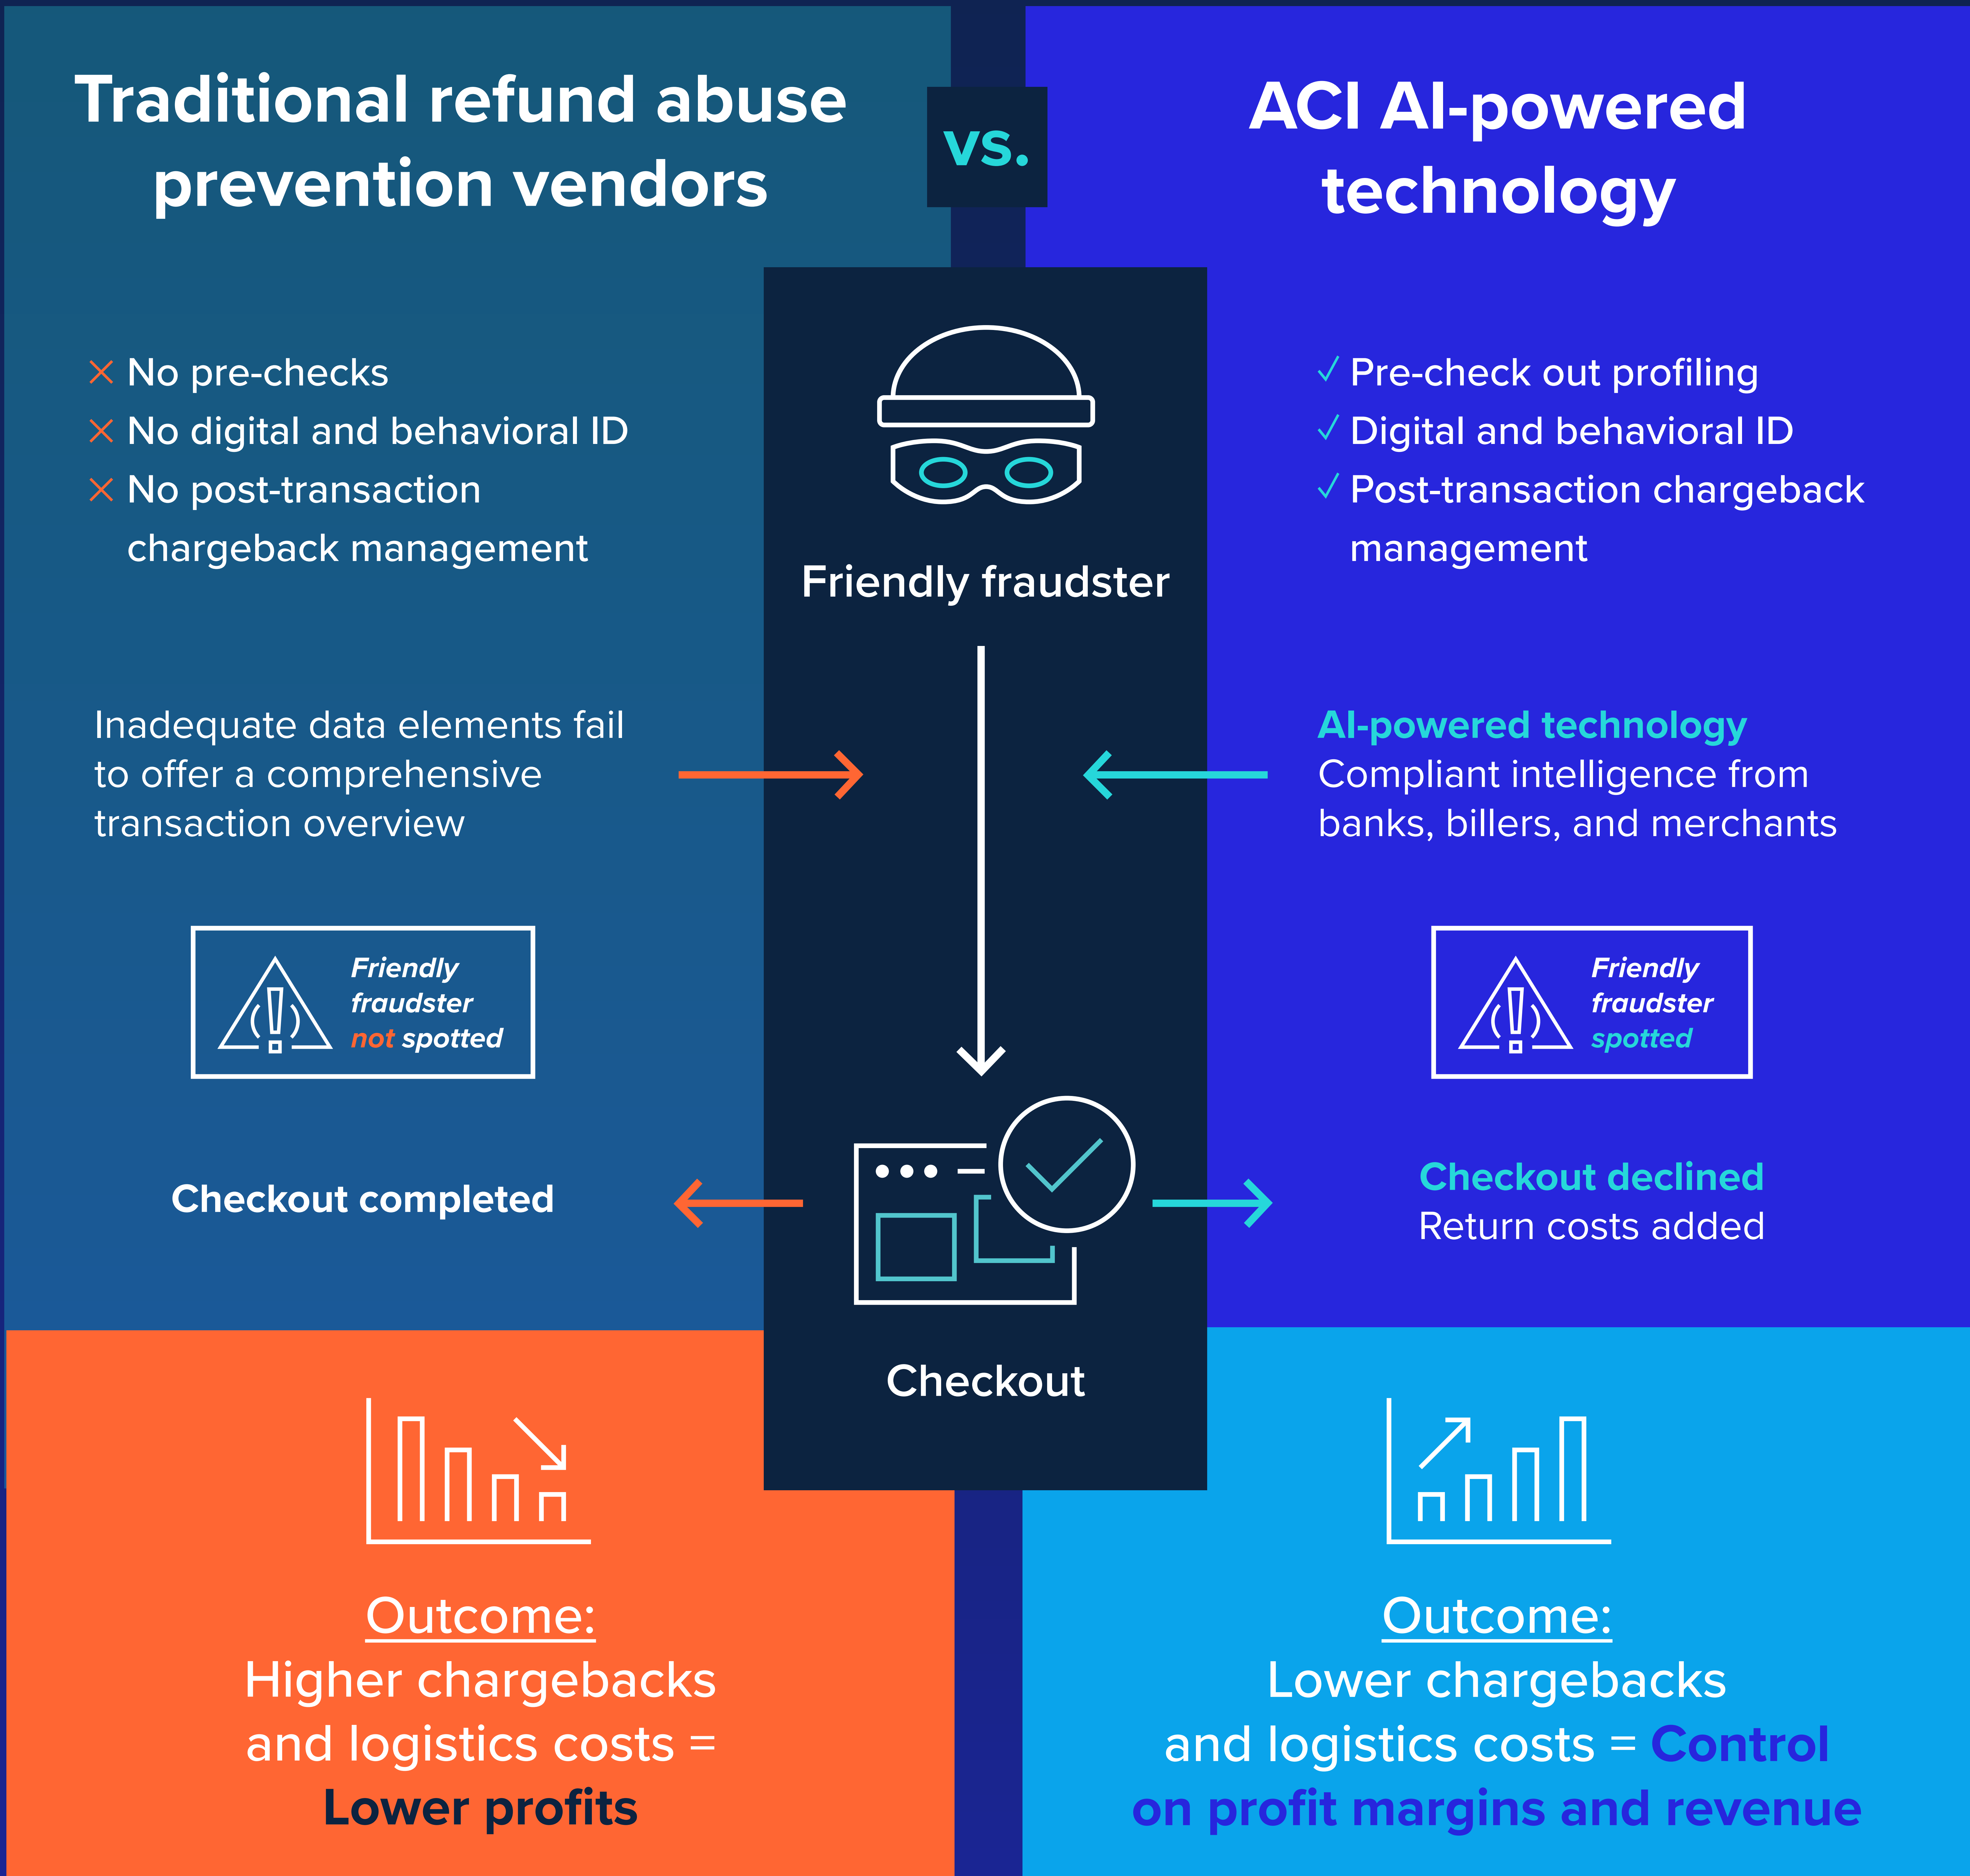 Traditional refund abuse
prevention vendors
vs.
ACI AI-powered
technology
No pre-checks
No digital and behavioral ID
No post-transaction
chargeback management
Friendly fraudster
Pre-check out profiling
Digital and behavioral ID
Post-transaction chargeback
management
Inadequate data elements fail
to offer a comprehensive
transaction overview
AI-powered technology
Compliant intelligence from
banks, billers, and merchants
Friendly
fraudster
not spotted
Friendly
fraudster
spotted
Checkout completed
Checkout declined
Return costs added
Checkout
Outcome:
Higher chargebacks
and logistics costs =
Lower profits
Outcome:
Lower chargebacks
and logistics costs = Control
on profit margins and revenue